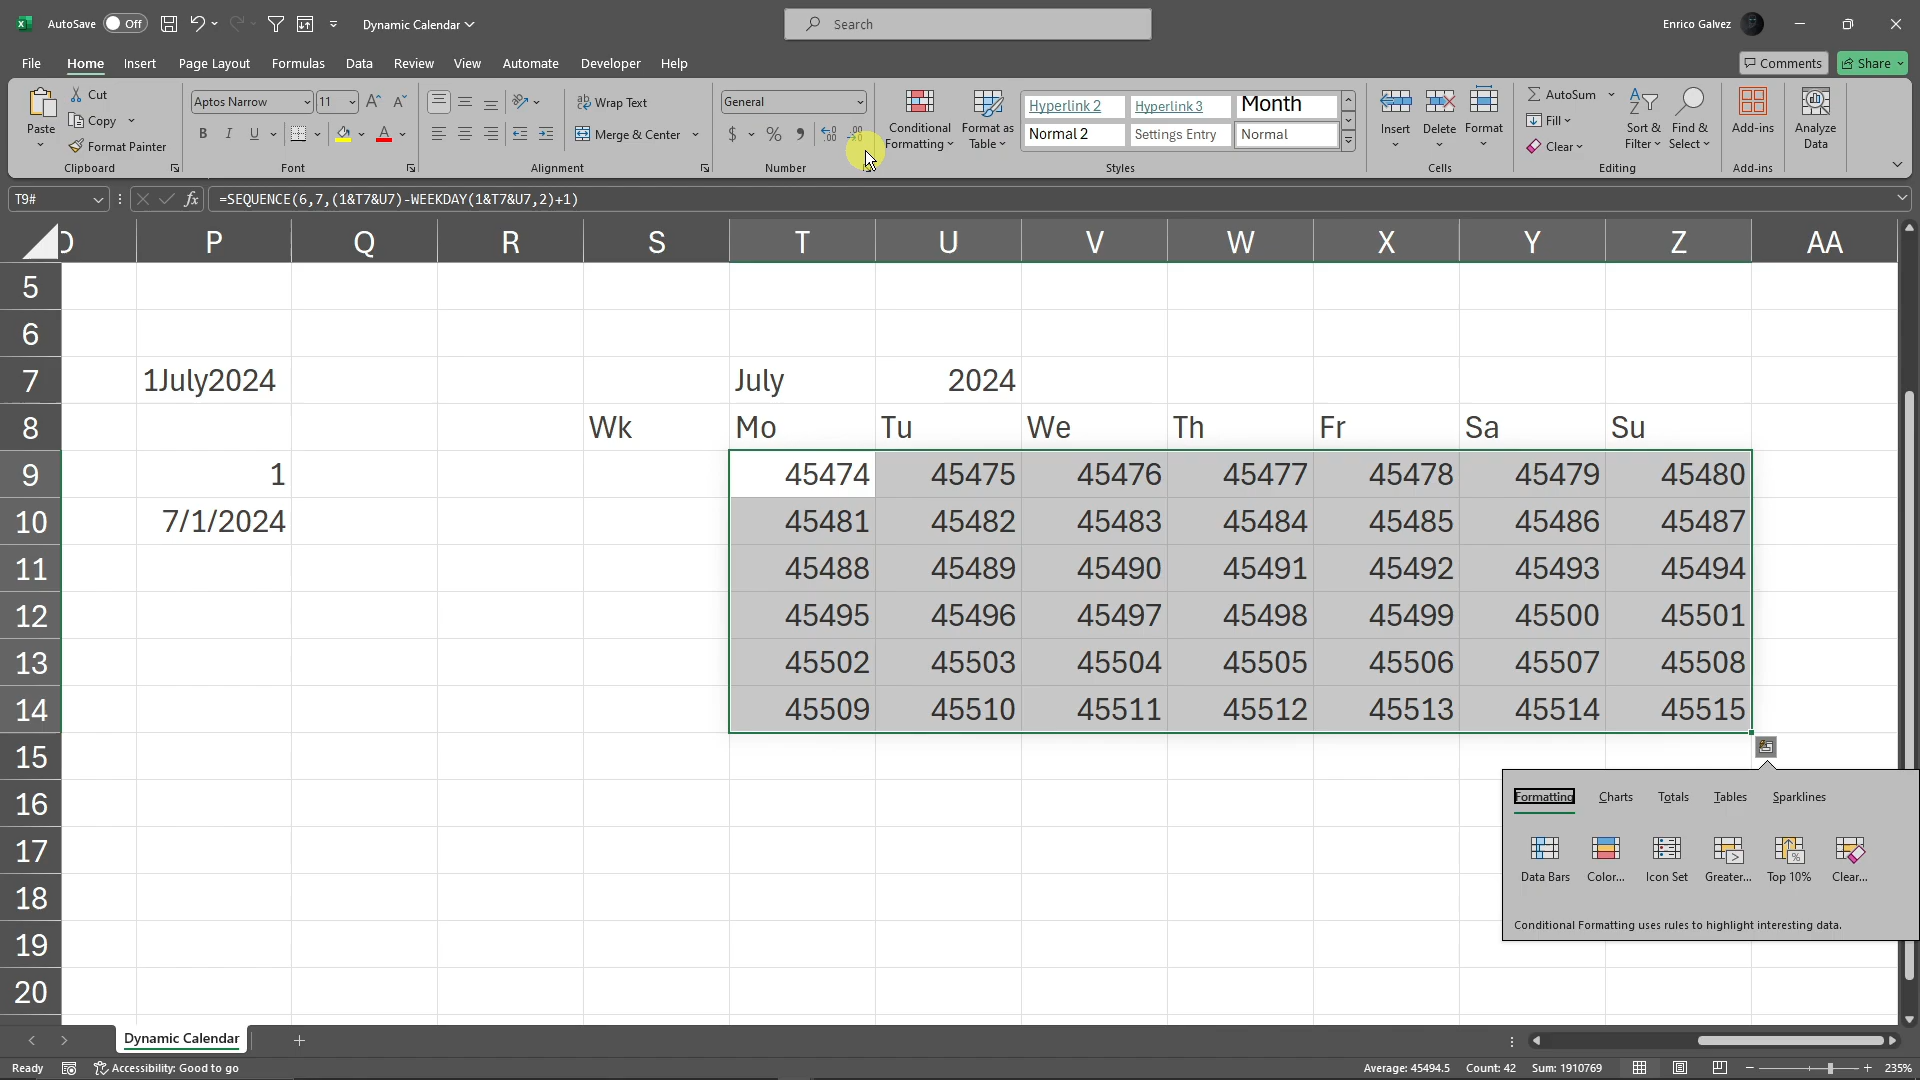 AutoSave Off Dynamic Calendar Search Enrico Galvez
File Home Insert Page Layout Formulas Data Review View Automate Developer Help Comments Share
Paste Cut Copy Format Painter Clipboard
Aptos Narrow 11 A A B I U A Font
Wrap Text Merge & Center Alignment
General $ % 9 Number
Conditional Formatting Format as Table
Hyperlink 2 Hyperlink 3 Month
Normal 2 Settings Entry Normal
Styles
Insert Delete Format Cells
AutoSum Fill Clear Sort & Filter Find & Select Editing
Add-ins Add-ins
Analyze Data
T9# fx =SEQUENCE(6,7,(1&T7&U7)-WEEKDAY(1&T7&U7,2)+1)
P Q R S T U V W X Y Z AA
5
6
7 1July2024 July 2024
8 Wk Mo Tu We Th Fr Sa Su
9 1 45474 45475 45476 45477 45478 45479 45480
10 7/1/2024 45481 45482 45483 45484 45485 45486 45487
11 45488 45489 45490 45491 45492 45493 45494
12 45495 45496 45497 45498 45499 45500 45501
13 45502 45503 45504 45505 45506 45507 45508
14 45509 45510 45511 45512 45513 45514 45515
15
16
17
18
19
20
Formatting Charts Totals Tables Sparklines
Data Bars Color... Icon Set Greater... Top 10% Clear...
Conditional Formatting uses rules to highlight interesting data.
Dynamic Calendar
Ready Accessibility: Good to go Average: 45494.5 Count: 42 Sum: 1910769 235%